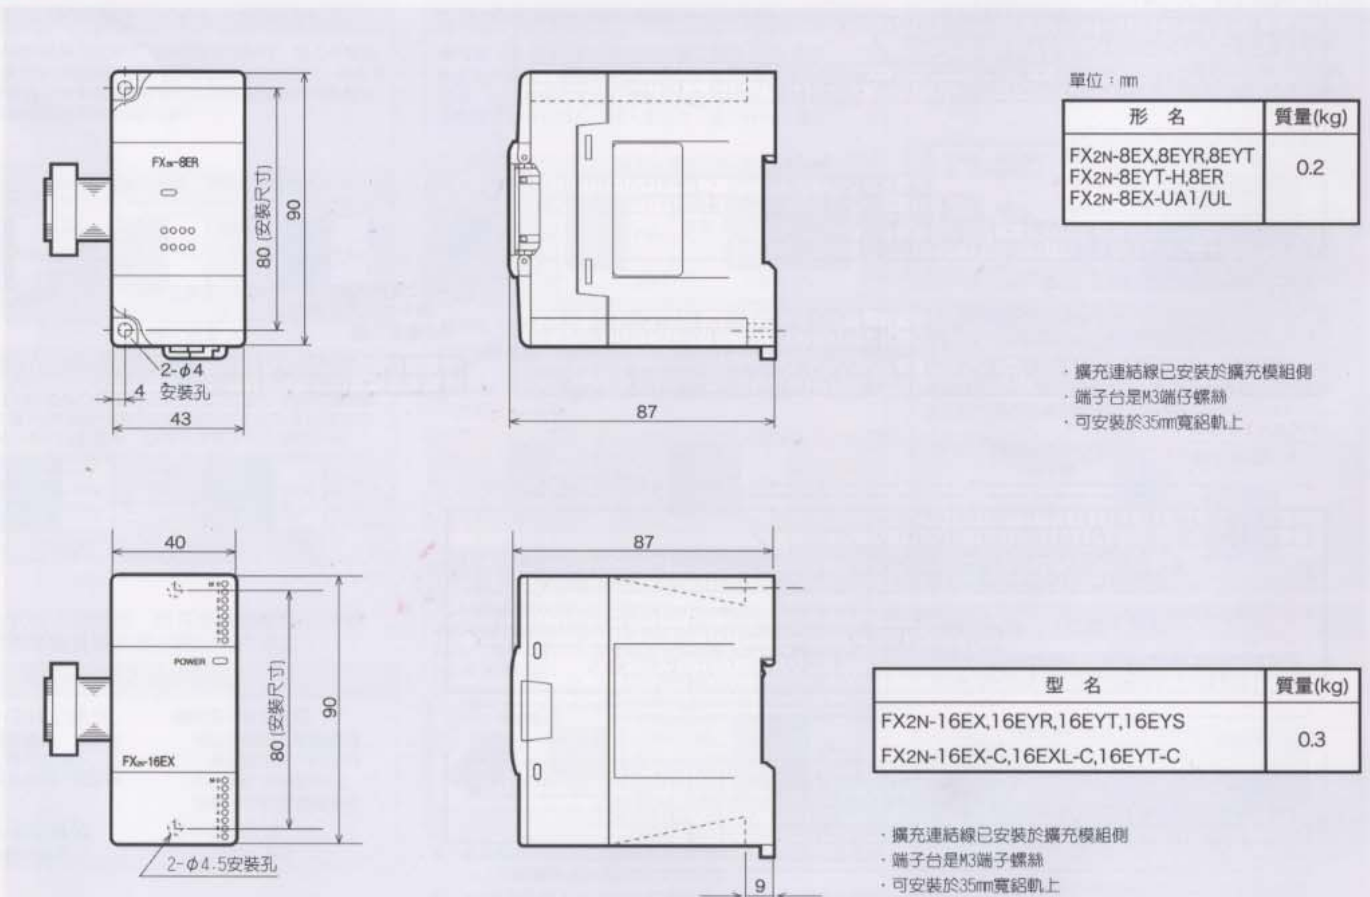 FX2N-8ER
80 (安裝尺寸)
90
2-φ4
安裝孔
4
43
87
單位：mm
形 名 質量(kg)
FX2N-8EX,8EYR,8EYT
FX2N-8EYT-H,8ER
FX2N-8EX-UA1/UL
0.2
· 擴充連結線已安裝於擴充模組側
· 端子台是M3端仔螺絲
· 可安裝於35mm寬鋁軌上
40
POWER
FX2N-16EX
80 (安裝尺寸)
90
2-φ4.5安裝孔
87
9
型 名 質量(kg)
FX2N-16EX,16EYR,16EYT,16EYS
FX2N-16EX-C,16EXL-C,16EYT-C
0.3
· 擴充連結線已安裝於擴充模組側
· 端子台是M3端子螺絲
· 可安裝於35mm寬鋁軌上